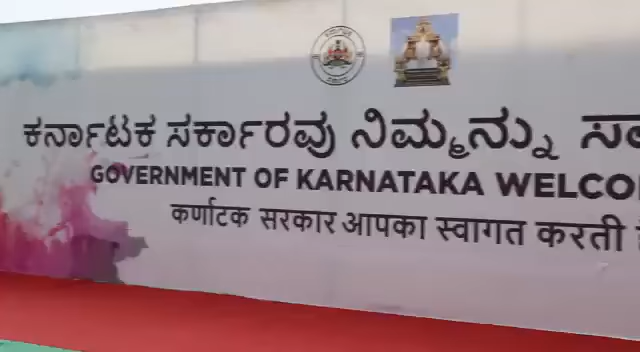 ಕರ್ನಾಟಕ ಸರ್ಕಾರವು ನಿಮ್ಮನ್ನು
GOVERNMENT OF KARNATAKA
कर्णाटक सरकार आपका स्वागत करती